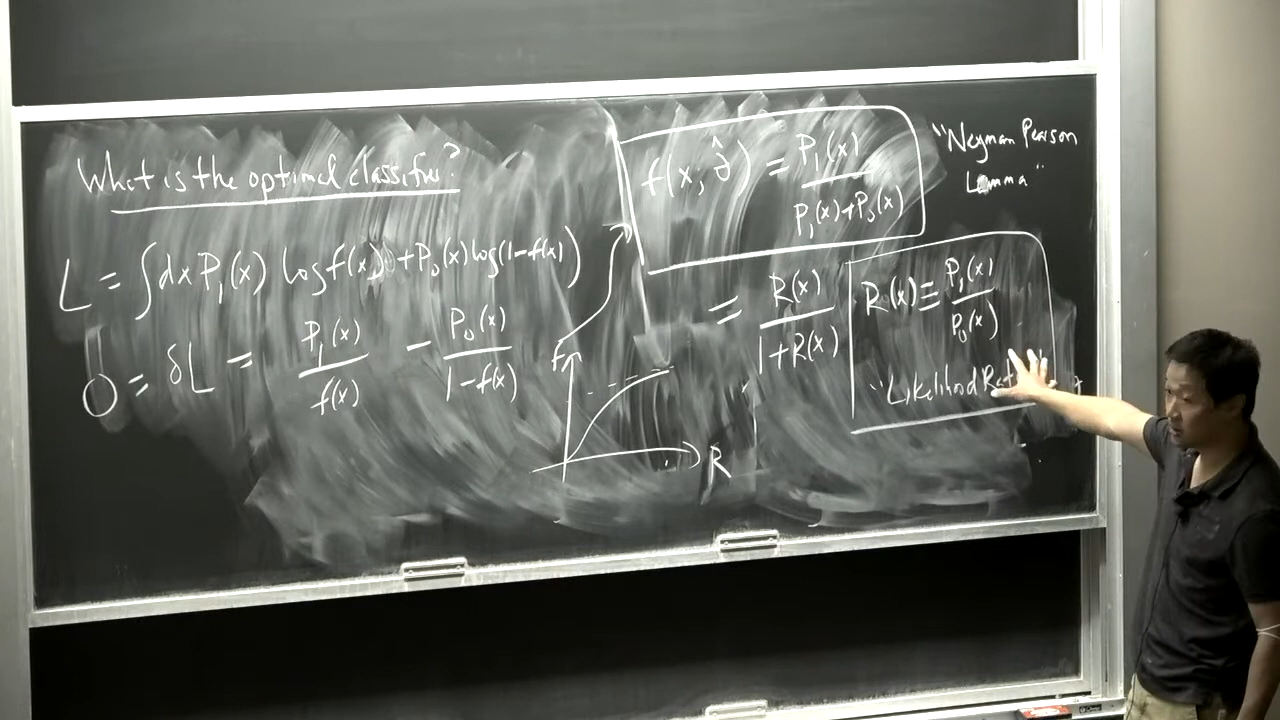 What is the optimal classifier?
L = ∫dx P₁(x) log f(x) + P₀(x) log(1-f(x))
0 = δL = P₁(x)/f(x) - P₀(x)/(1-f(x))
f
R
f(x, ŷ) = P₁(x)/(P₁(x)+P₀(x))
= R(x)/(1+R(x))
"Neyman Pearson
Lemma"
R(x) ≡ P₁(x)/P₀(x)
"Likelihood